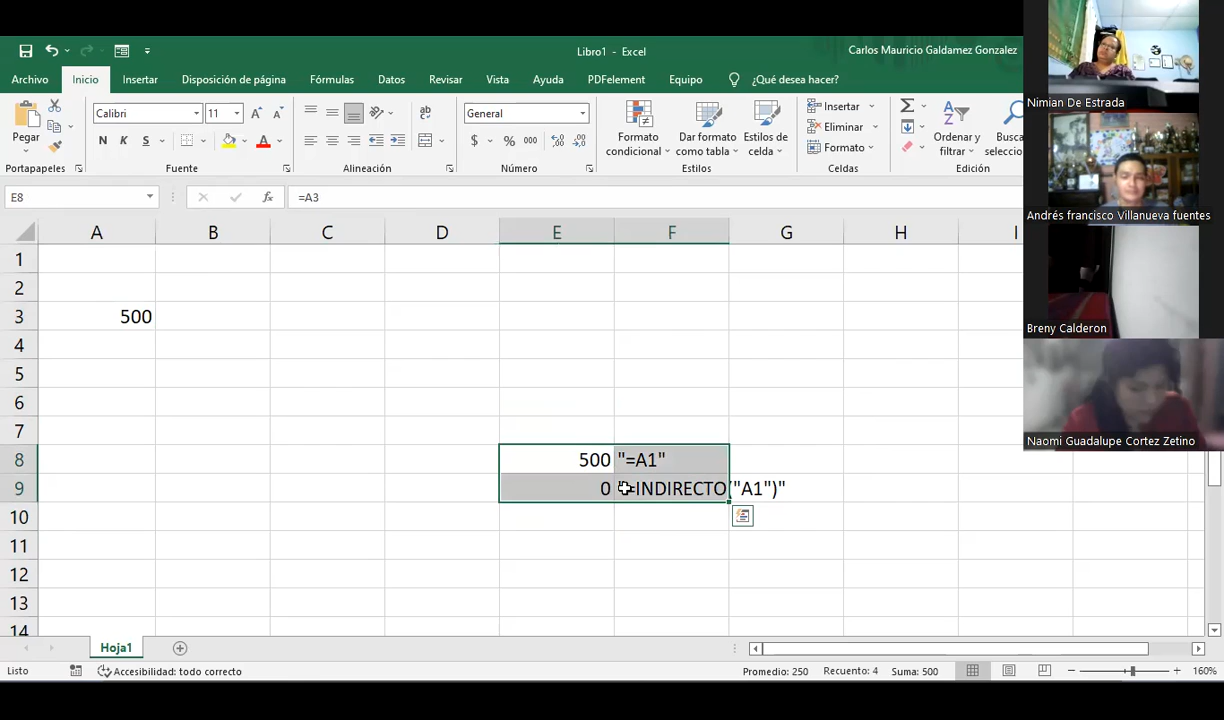 Libro1 - Excel
Carlos Mauricio Galdamez Gonzalez
Archivo
Inicio
Insertar
Disposición de página
Fórmulas
Datos
Revisar
Vista
Ayuda
PDFelement
Equipo
¿Qué desea hacer?
Pegar
Portapapeles
Calibri
11
N K S
Fuente
Alineación
General
$ % 000
Número
Formato condicional
Dar formato como tabla
Estilos de celda
Estilos
Insertar
Eliminar
Formato
Celdas
Ordenar y filtrar
Edición
E8
fx
=A3
A B C D E F G H I
1
2
3 500
4
5
6
7
8 500 "=A1"
9 0 "=INDIRECTO("A1")"
10
11
12
13
14
Hoja1
Listo
Accesibilidad: todo correcto
Promedio: 250
Recuento: 4
Suma: 500
160%
Nimian De Estrada
Andrés francisco Villanueva fuentes
Breny Calderon
Naomi Guadalupe Cortez Zetino